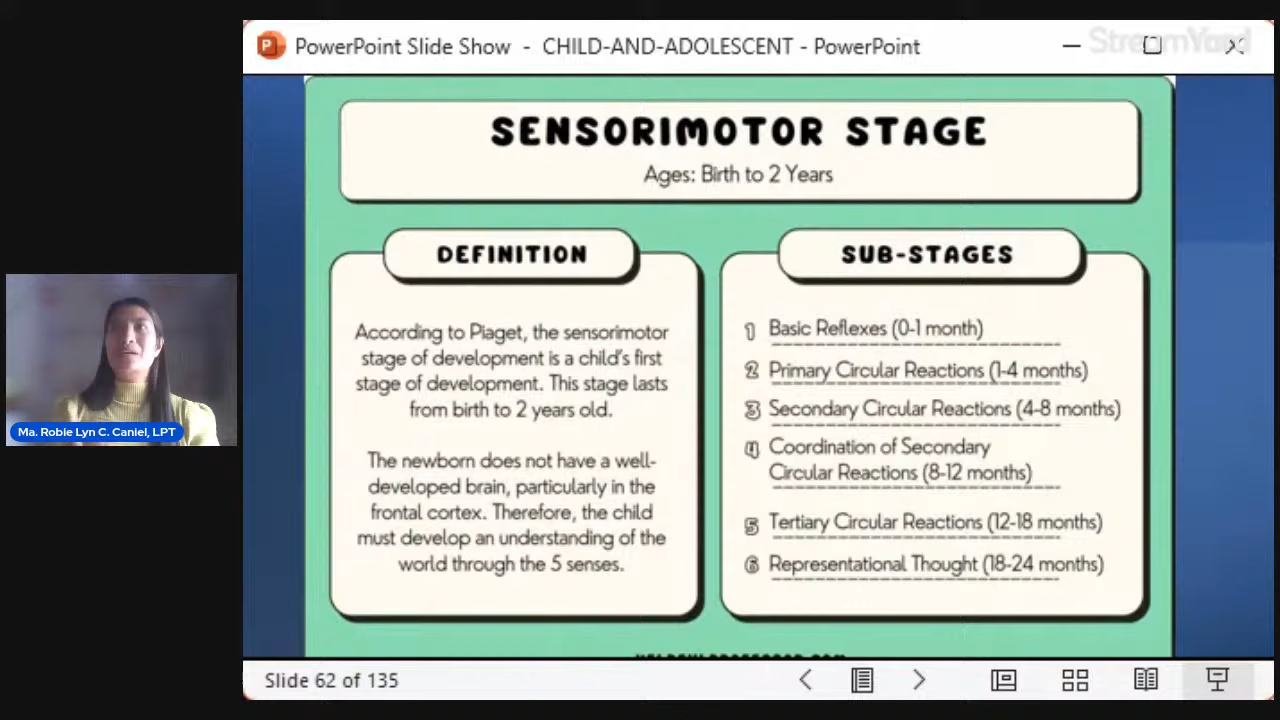 PowerPoint Slide Show - CHILD-AND-ADOLESCENT - PowerPoint
StreamYard
SENSORIMOTOR STAGE
Ages: Birth to 2 Years
DEFINITION
According to Piaget, the sensorimotor
stage of development is a child's first
stage of development. This stage lasts
from birth to 2 years old.
The newborn does not have a well-
developed brain, particularly in the
frontal cortex. Therefore, the child
must develop an understanding of the
world through the 5 senses.
SUB-STAGES
1 Basic Reflexes (0-1 month)
2 Primary Circular Reactions (1-4 months)
3 Secondary Circular Reactions (4-8 months)
4 Coordination of Secondary
Circular Reactions (8-12 months)
5 Tertiary Circular Reactions (12-18 months)
6 Representational Thought (18-24 months)
Ma. Robie Lyn C. Caniel, LPT
Slide 62 of 135